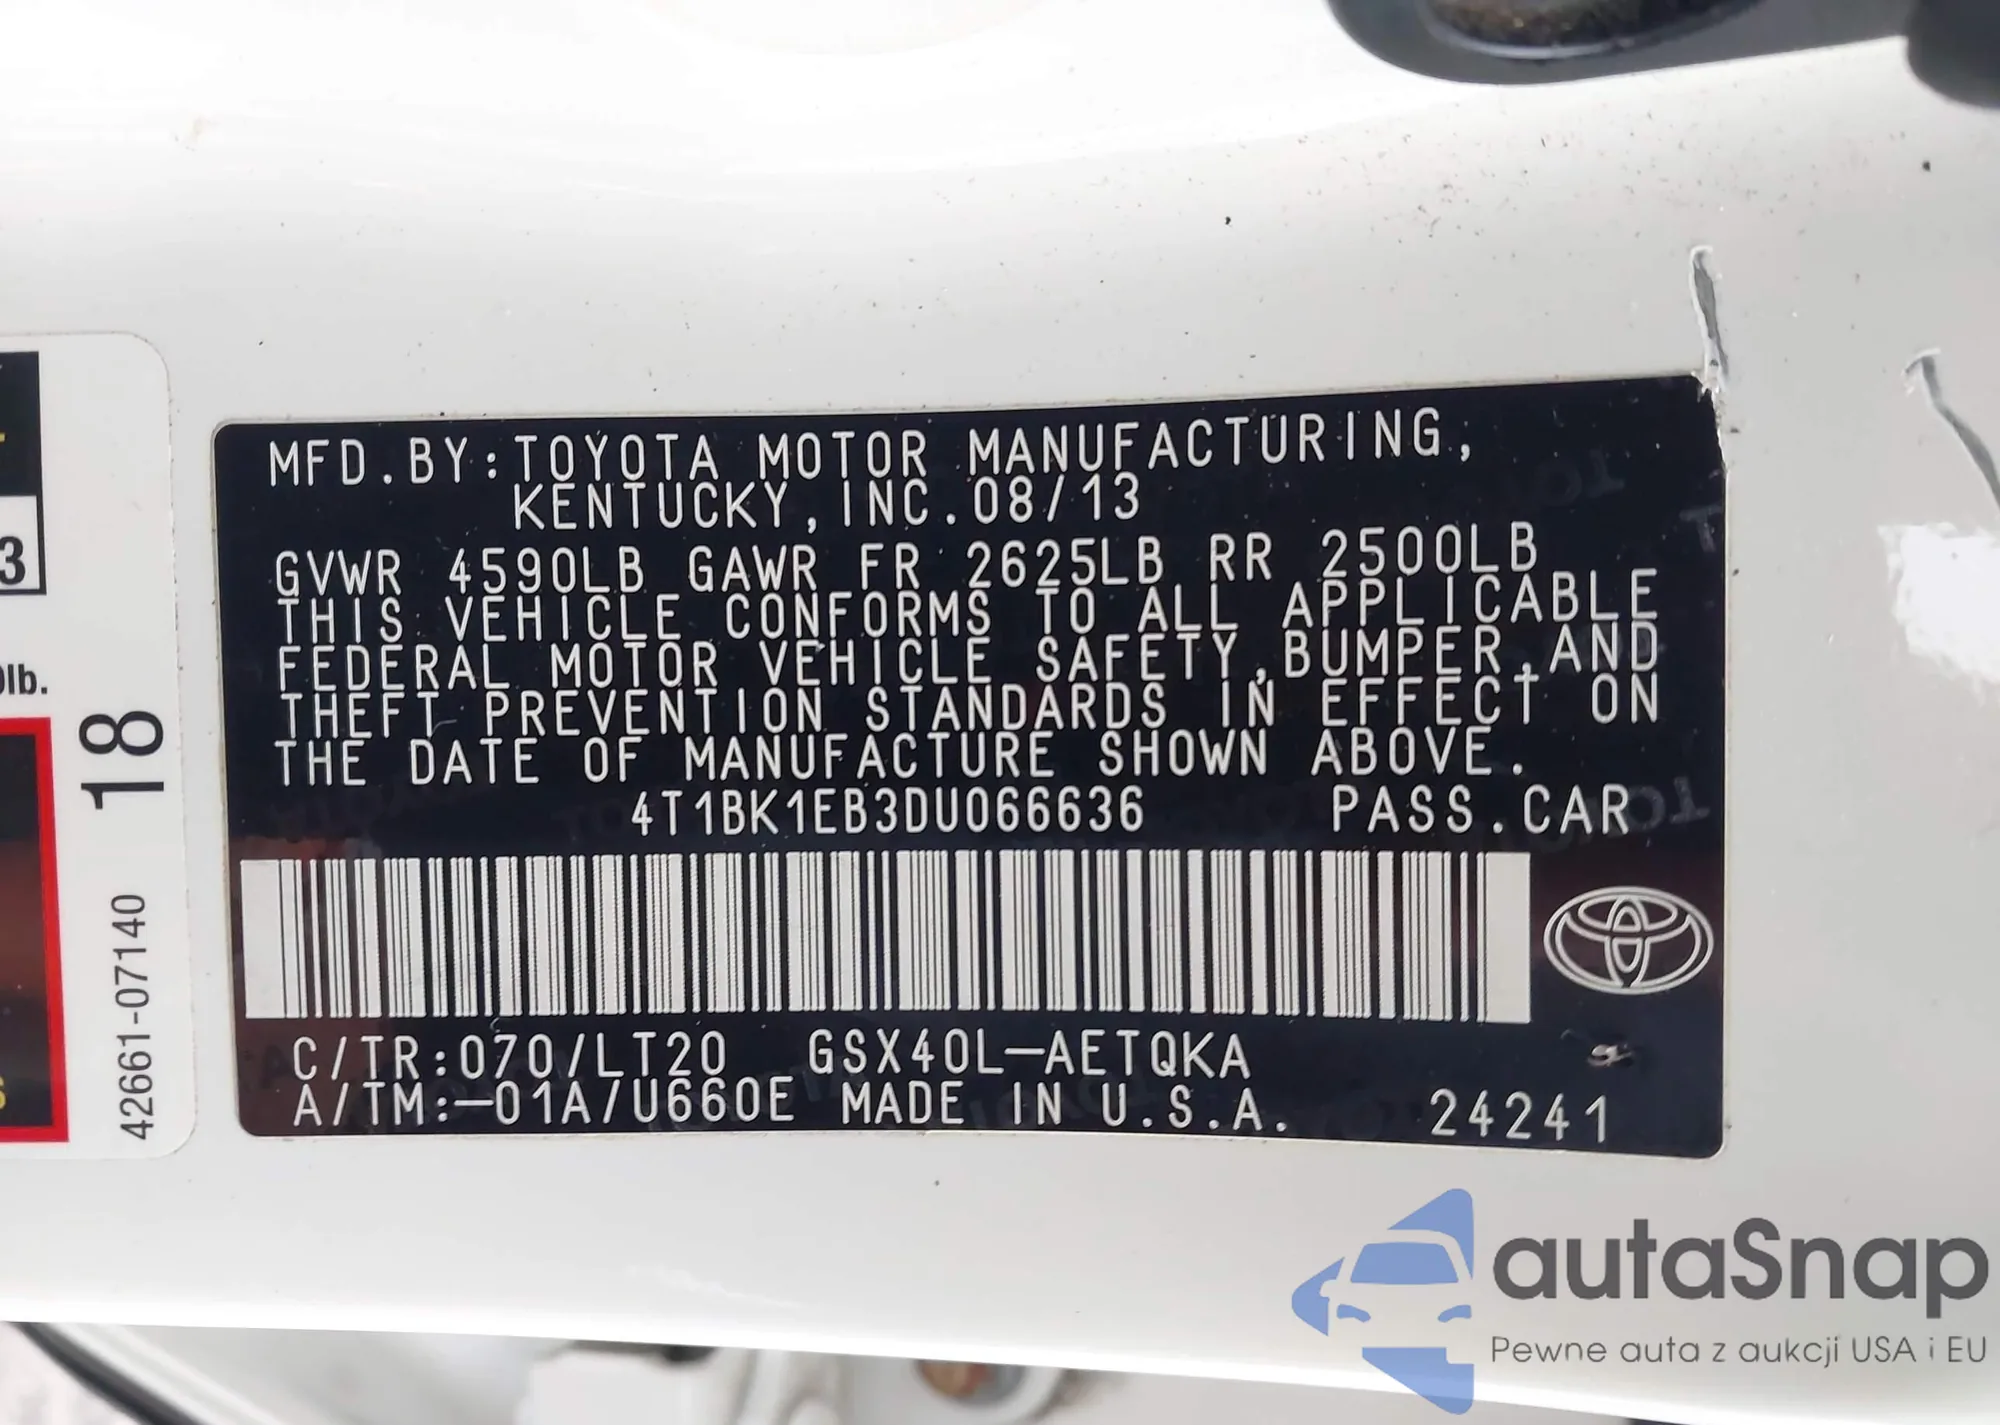 MFD.BY:TOYOTA MOTOR MANUFACTURING,
KENTUCKY,INC.08/13
GVWR 4590LB GAWR FR 2625LB RR 2500LB
THIS VEHICLE CONFORMS TO ALL APPLICABLE
FEDERAL MOTOR VEHICLE SAFETY,BUMPER,AND
THEFT PREVENTION STANDARDS IN EFFECT ON
THE DATE OF MANUFACTURE SHOWN ABOVE.
4T1BK1EB3DU066636 PASS.CAR
C/TR:070/LT20 GSX40L-AETQKA
A/TM:-01A/U660E MADE IN U.S.A. 24241
3
lb.
18
42661-07140
autaSnap
Pewne auta z aukcji USA i EU